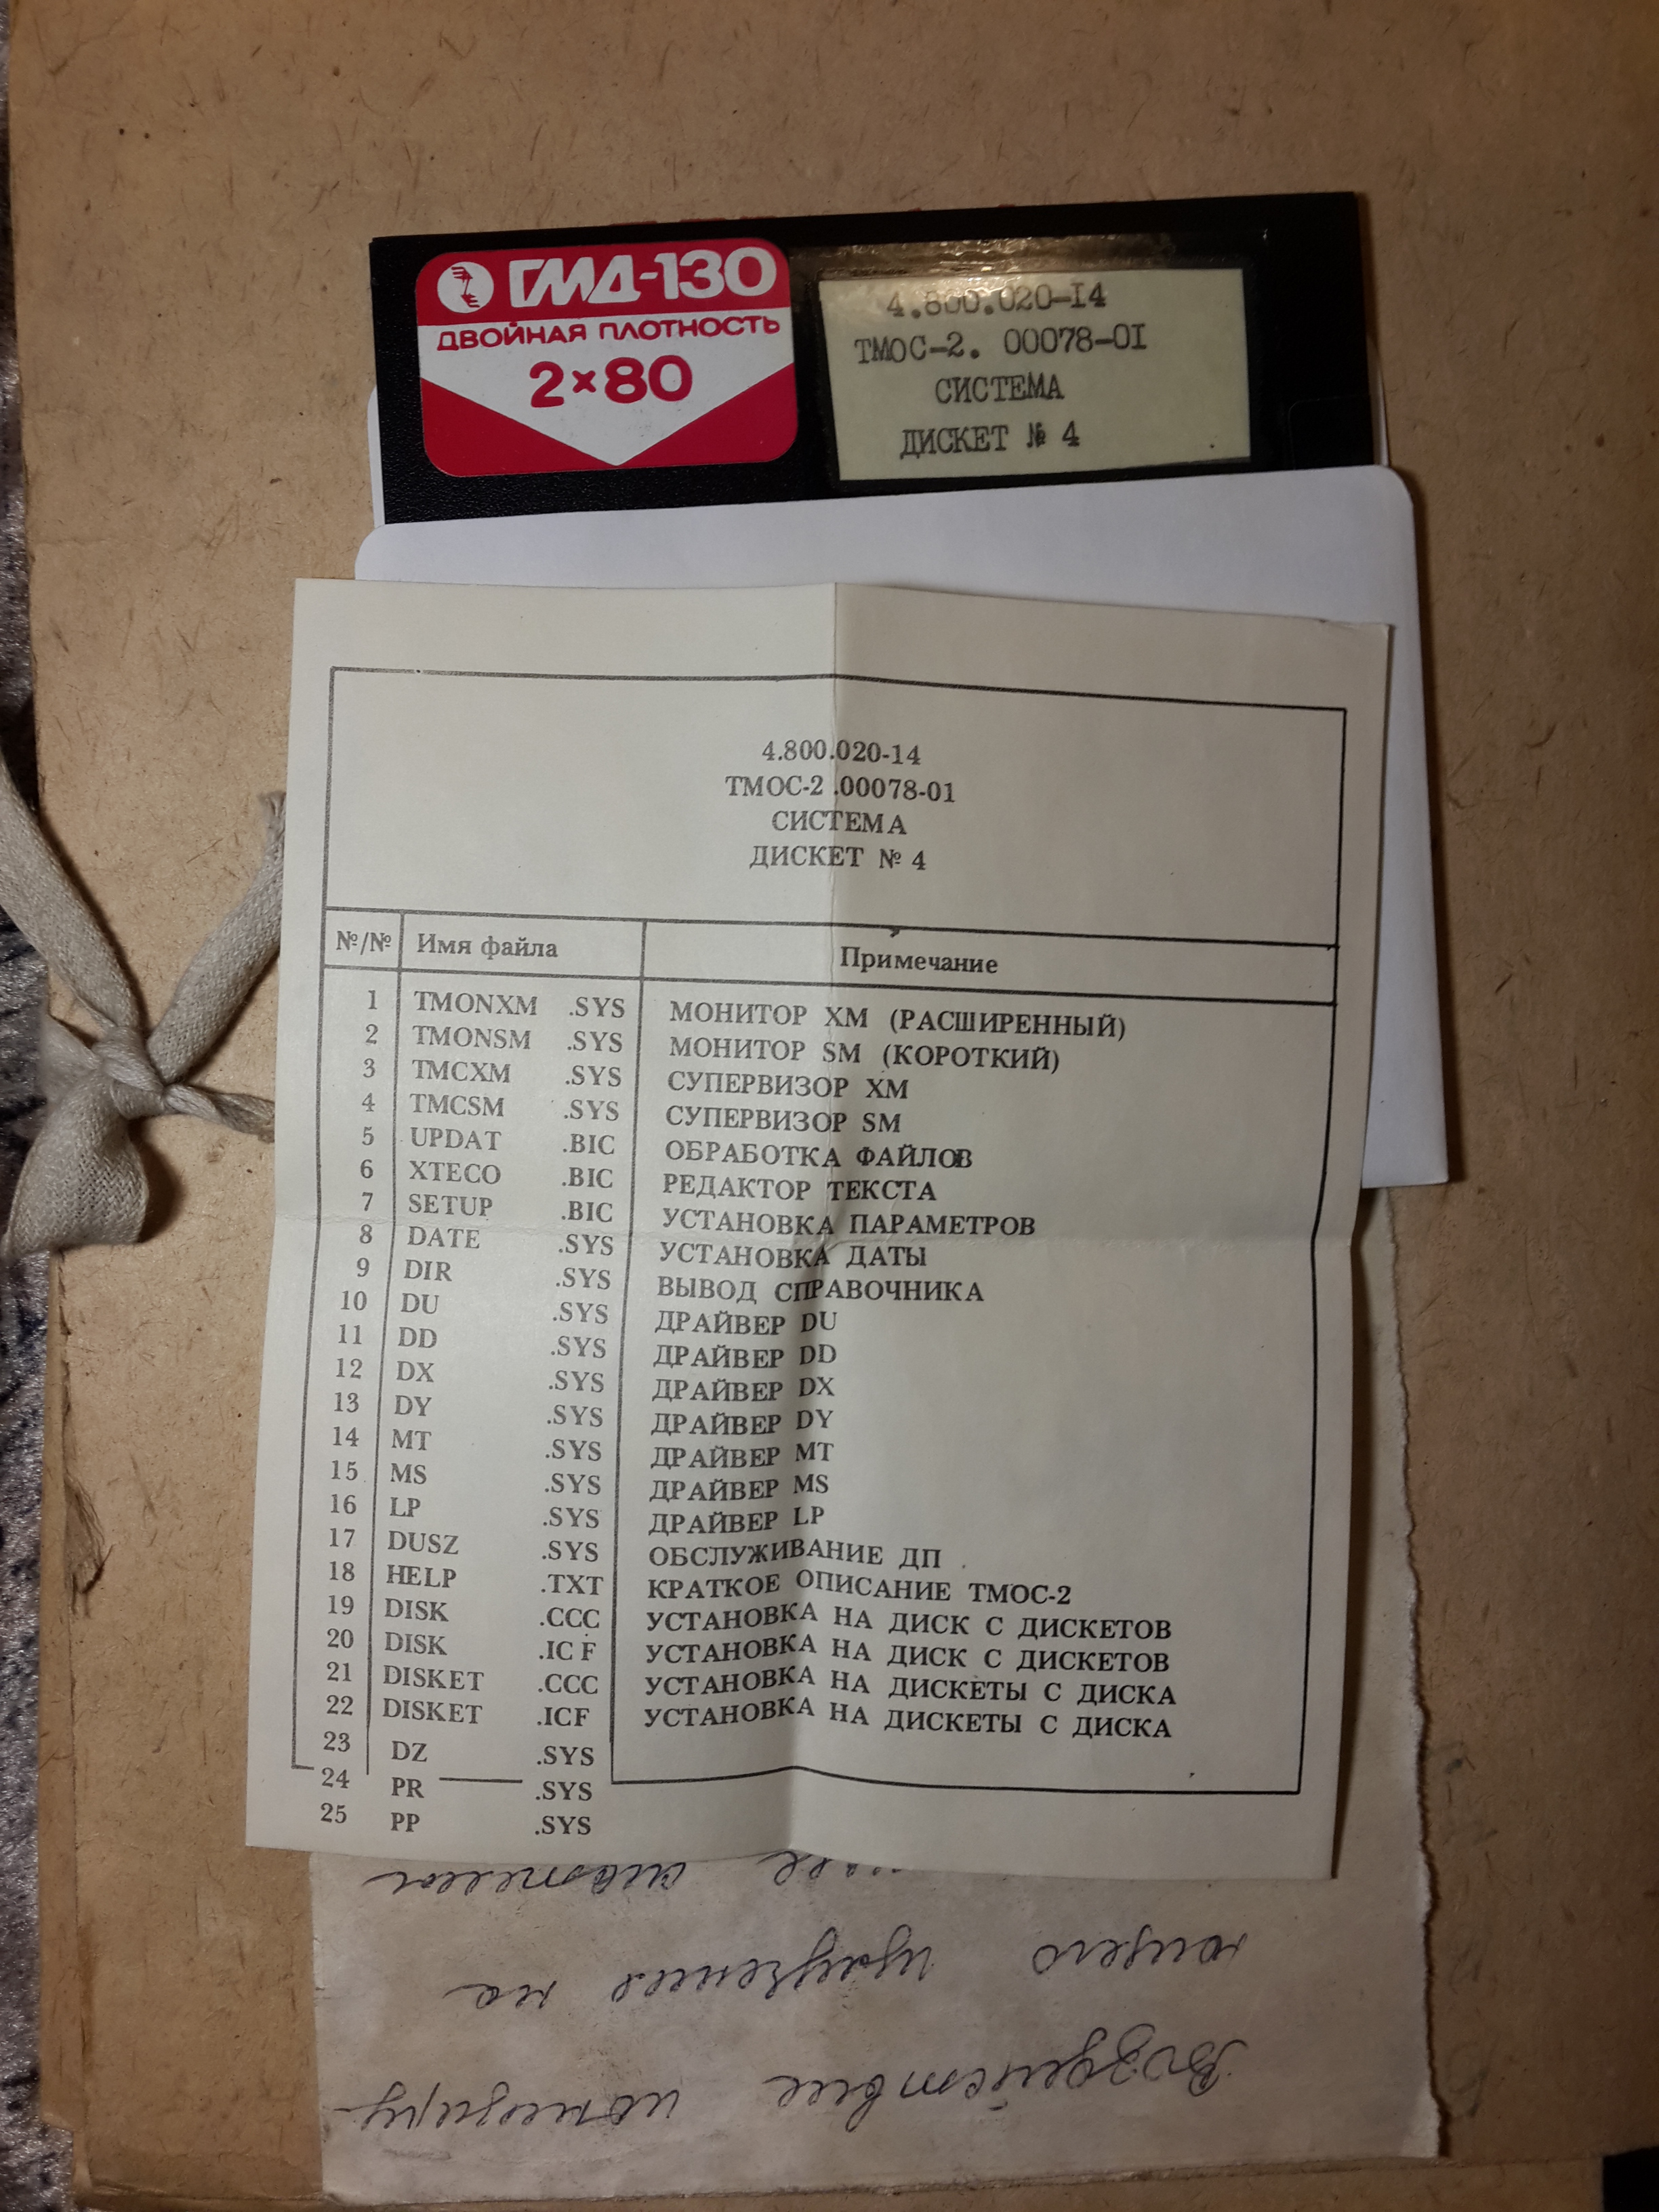 ГМД-130
ДВОЙНАЯ ПЛОТНОСТЬ
2×80
4.800.020-I4
ТМОС-2. 00078-OI
СИСТЕМА
ДИСКЕТ № 4
4.800.020-14
ТМОС-2 .00078-01
СИСТЕМА
ДИСКЕТ № 4
№/№ Имя файла Примечание
1 TMONXM .SYS МОНИТОР XM (РАСШИРЕННЫЙ)
2 TMONSM .SYS МОНИТОР SM (КОРОТКИЙ)
3 TMCXM .SYS СУПЕРВИЗОР XM
4 TMCSM .SYS СУПЕРВИЗОР SM
5 UPDAT .BIC ОБРАБОТКА ФАЙЛОВ
6 XTECO .BIC РЕДАКТОР ТЕКСТА
7 SETUP .BIC УСТАНОВКА ПАРАМЕТРОВ
8 DATE .SYS УСТАНОВКА ДАТЫ
9 DIR .SYS ВЫВОД СПРАВОЧНИКА
10 DU .SYS ДРАЙВЕР DU
11 DD .SYS ДРАЙВЕР DD
12 DX .SYS ДРАЙВЕР DX
13 DY .SYS ДРАЙВЕР DY
14 MT .SYS ДРАЙВЕР MT
15 MS .SYS ДРАЙВЕР MS
16 LP .SYS ДРАЙВЕР LP
17 DUSZ .SYS ОБСЛУЖИВАНИЕ ДП
18 HELP .TXT КРАТКОЕ ОПИСАНИЕ ТМОС-2
19 DISK .CCC УСТАНОВКА НА ДИСК С ДИСКЕТОВ
20 DISK .ICF УСТАНОВКА НА ДИСК С ДИСКЕТОВ
21 DISKET .CCC УСТАНОВКА НА ДИСКЕТЫ С ДИСКА
22 DISKET .ICF УСТАНОВКА НА ДИСКЕТЫ С ДИСКА
23 DZ .SYS
24 PR .SYS
25 PP .SYS
Воздействие ионизиру-
ющего излучения на